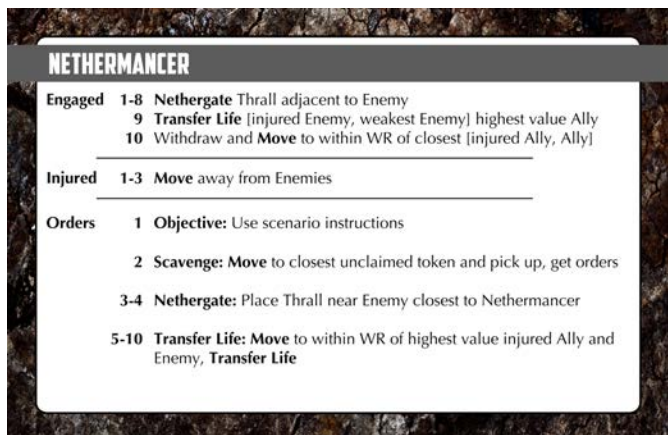 NETHERMANCER
Engaged 1-8 Nethergate Thrall adjacent to Enemy
9 Transfer Life [injured Enemy, weakest Enemy] highest value Ally
10 Withdraw and Move to within WR of closest [injured Ally, Ally]
Injured 1-3 Move away from Enemies
Orders 1 Objective: Use scenario instructions
2 Scavenge: Move to closest unclaimed token and pick up, get orders
3-4 Nethergate: Place Thrall near Enemy closest to Nethermancer
5-10 Transfer Life: Move to within WR of highest value injured Ally and
Enemy, Transfer Life